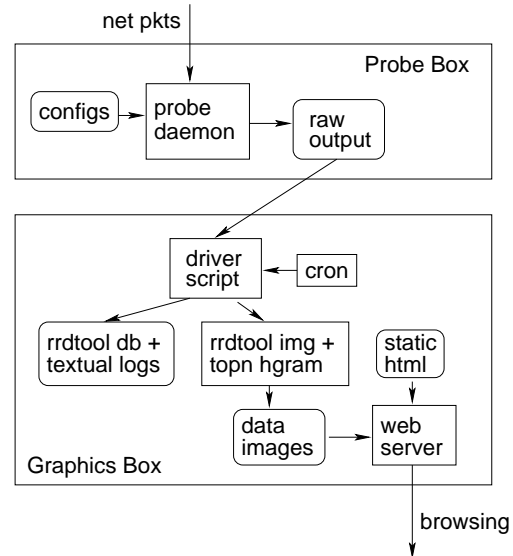 net pkts
Probe Box
configs
probe
daemon
raw
output
driver
script
cron
rrdtool db +
textual logs
rrdtool img +
topn hgram
static
html
data
images
web
server
Graphics Box
browsing